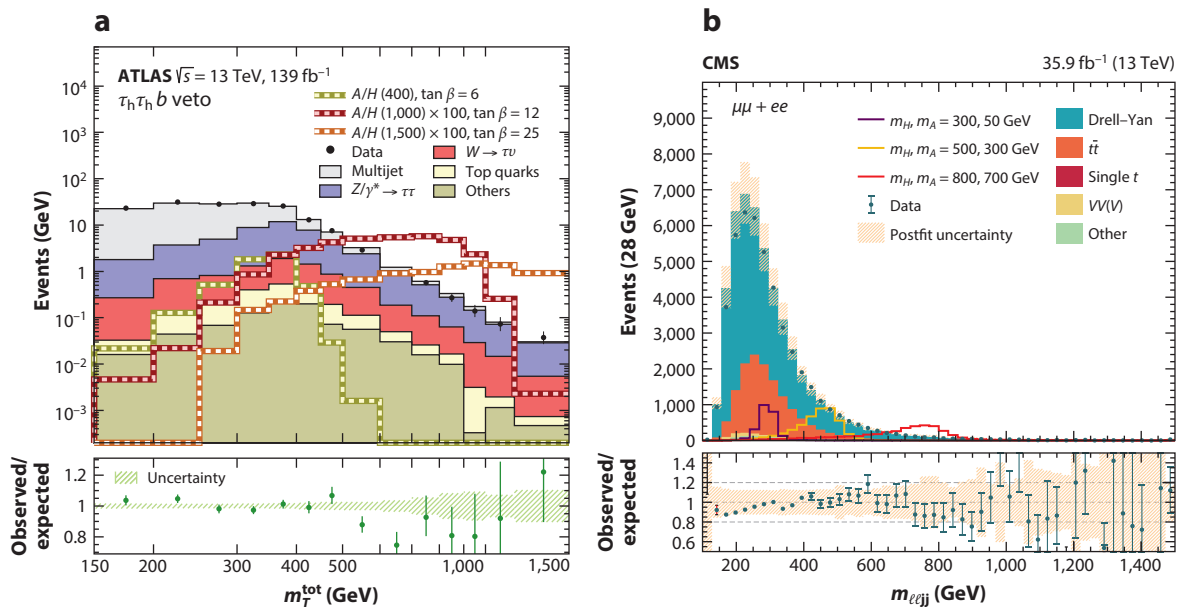 a
ATLAS √s = 13 TeV, 139 fb⁻¹
τhτh b veto
A/H (400), tan β = 6
A/H (1,000) × 100, tan β = 12
A/H (1,500) × 100, tan β = 25
Data
W → τυ
Multijet
Top quarks
Z/γ* → ττ
Others
Events (GeV)
10⁴
10³
10²
10
1
10⁻¹
10⁻²
10⁻³
Uncertainty
Observed/
expected
1.2
1.0
0.8
150
200
300
400
500
1,000
1,500
m_T^tot (GeV)
b
CMS
35.9 fb⁻¹ (13 TeV)
μμ + ee
m_H, m_A = 300, 50 GeV
m_H, m_A = 500, 300 GeV
m_H, m_A = 800, 700 GeV
Data
Postfit uncertainty
Drell–Yan
tt̄
Single t
VV(V)
Other
Events (28 GeV)
10,000
9,000
8,000
7,000
6,000
5,000
4,000
3,000
2,000
1,000
0
Observed/
expected
1.4
1.2
1.0
0.8
0.6
200
400
600
800
1,000
1,200
1,400
m_ℓℓjj (GeV)